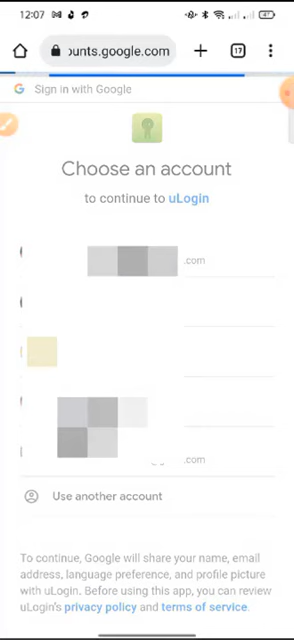 12:07
47
ounts.google.com
17
Sign in with Google
Choose an account
to continue to uLogin
.com
.com
Use another account
To continue, Google will share your name, email
address, language preference, and profile picture
with uLogin. Before using this app, you can review
uLogin's privacy policy and terms of service.